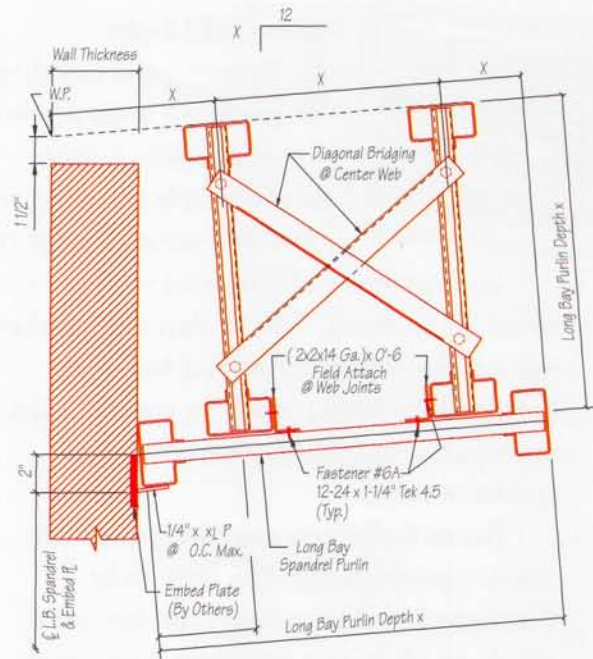 12
X
Wall Thickness
X
X
X
W.P.
Diagonal Bridging
@ Center Web
1 1/2"
Long Bay Purlin Depth x
( 2x2x14 Ga.) x 0'-6
Field Attach
@ Web Joints
2"
Fastener #6A
12-24 x 1-1/4" Tek 4.5
(Typ.)
1/4" x xL P
@ O.C. Max.
Long Bay
Spandrel Purlin
Embed Plate
(By Others)
℄ L.B. Spandrel
& Embed PL
Long Bay Purlin Depth x